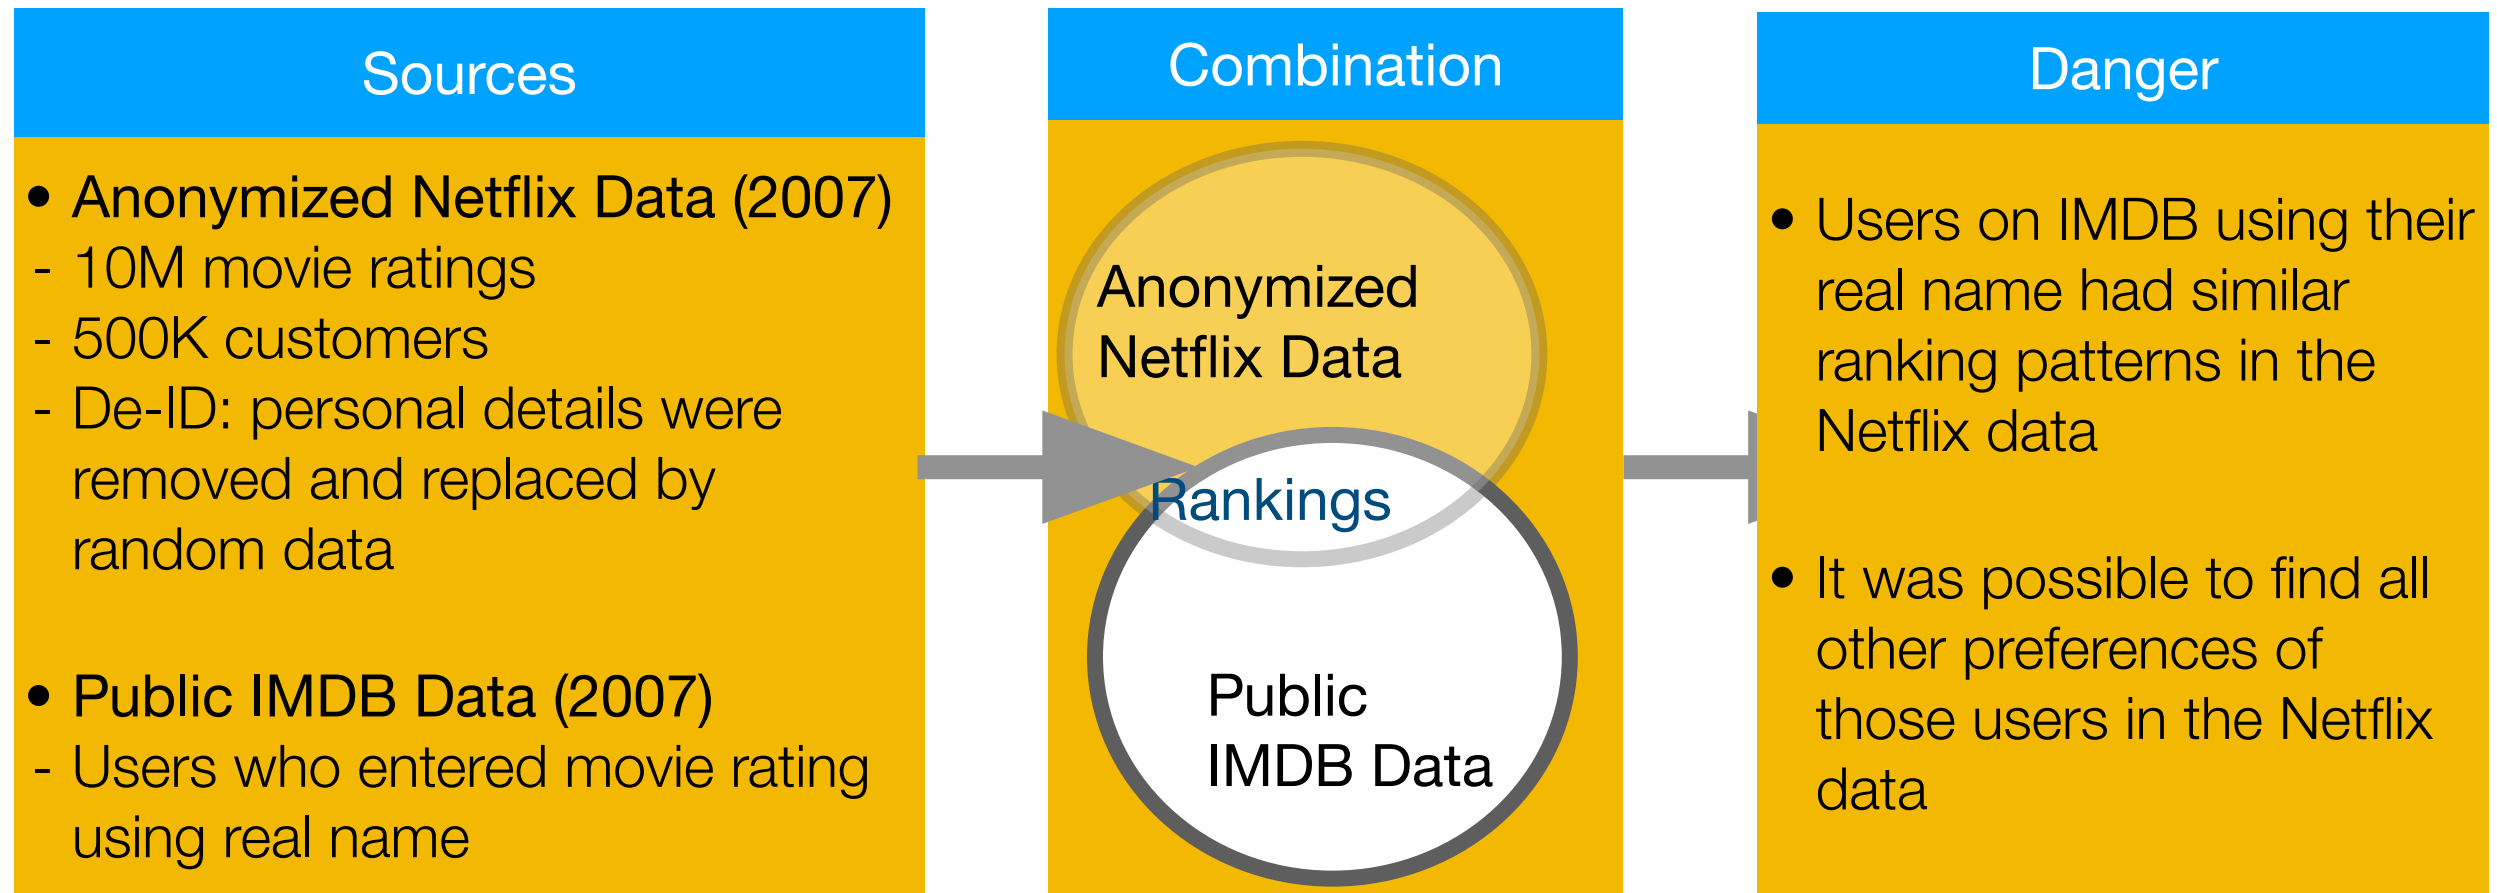 Sources
• Anonymized Netflix Data (2007)
- 10M movie ratings
- 500K customers
- De-ID: personal details were
removed and replaced by
random data
• Public IMDB Data (2007)
- Users who entered movie rating
using real name
Combination
Anonymized
Netflix Data
Rankings
Public
IMDB Data
Danger
• Users on IMDB using their
real name had similar
ranking patterns in the
Netflix data
• It was possible to find all
other preferences of
those users in the Netflix
data